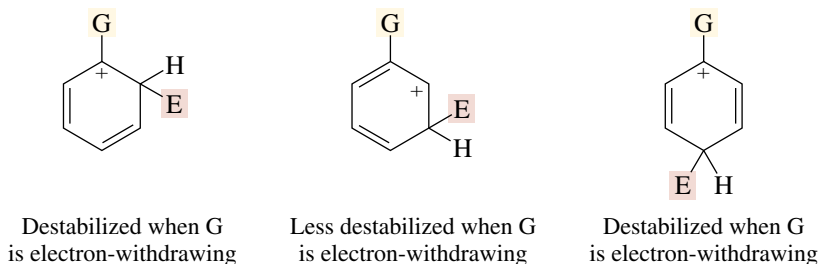 G
+
H
E
G
+
E
H
G
+
E H
Destabilized when G
is electron-withdrawing
Less destabilized when G
is electron-withdrawing
Destabilized when G
is electron-withdrawing